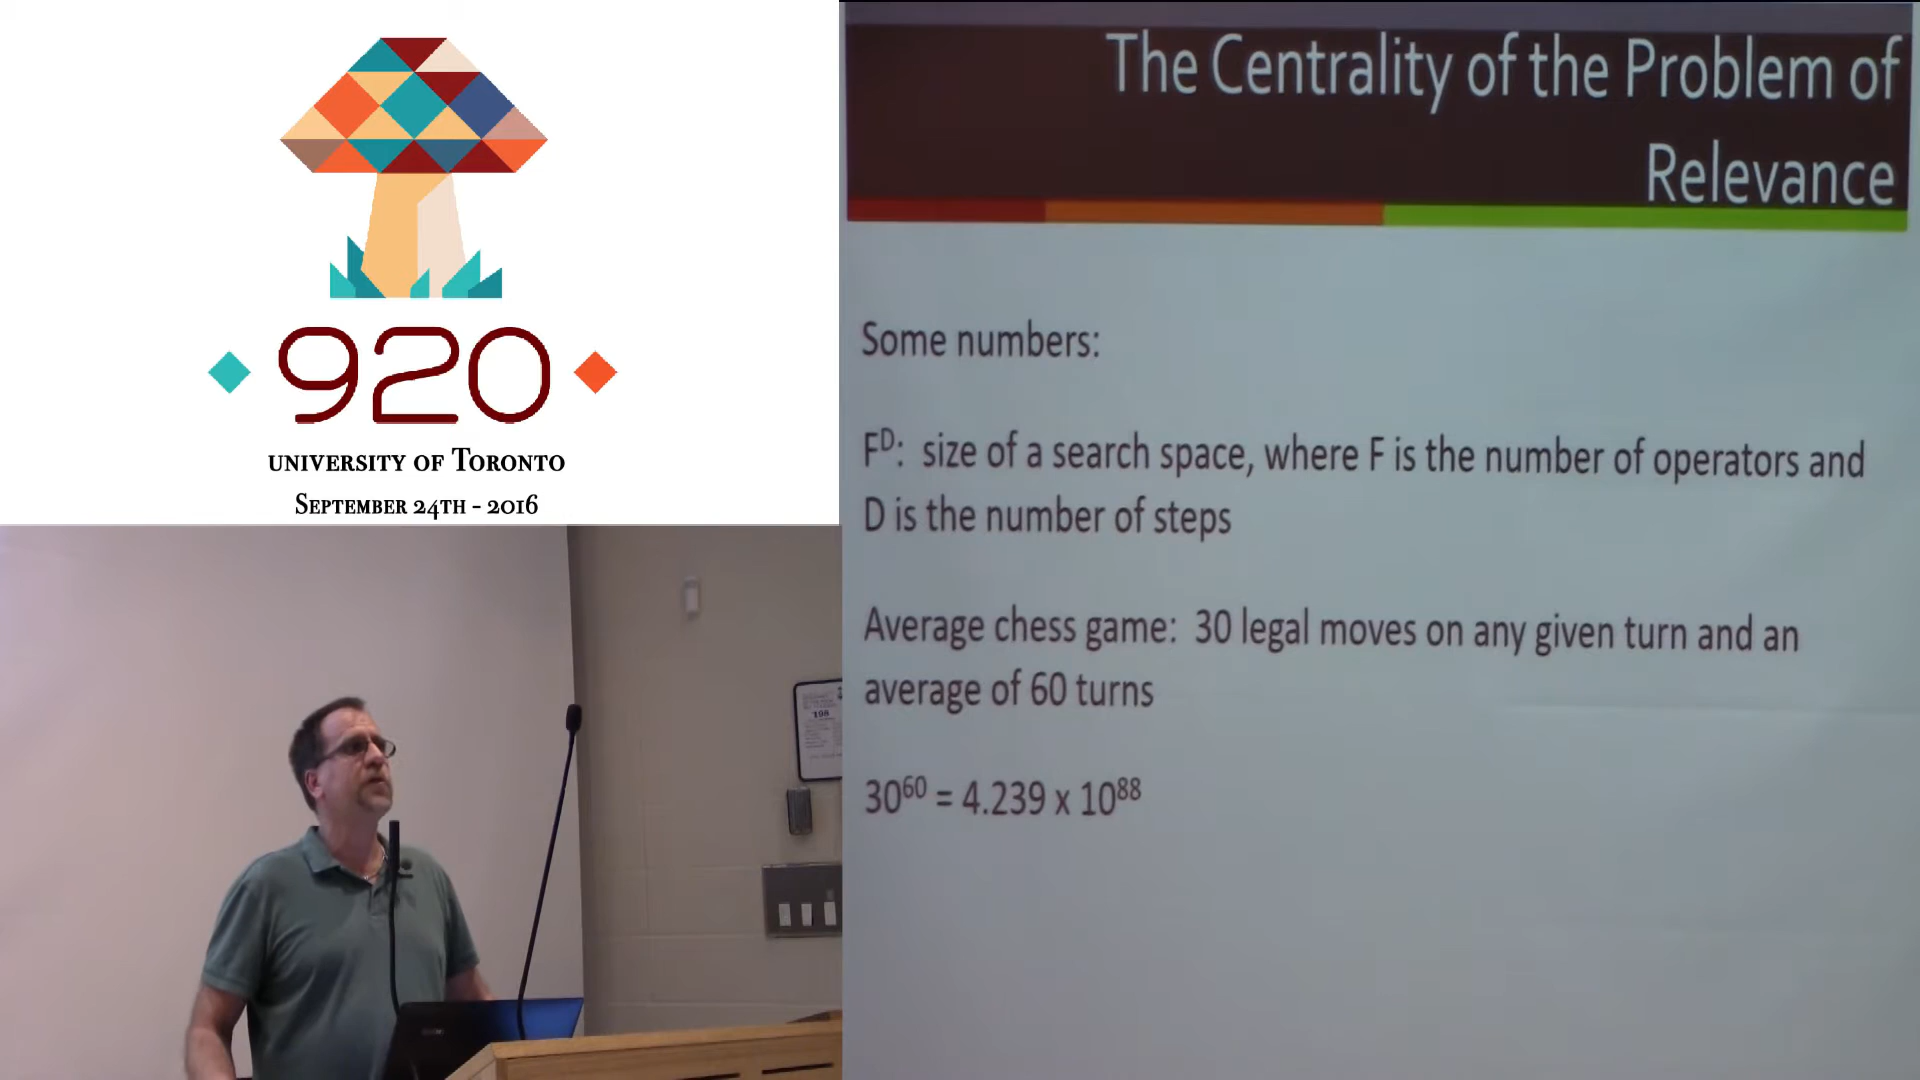 920
UNIVERSITY OF TORONTO
SEPTEMBER 24TH - 2016
The Centrality of the Problem of
Relevance
Some numbers:
F^D: size of a search space, where F is the number of operators and
D is the number of steps
Average chess game: 30 legal moves on any given turn and an
average of 60 turns
30^60 = 4.239 x 10^88
198